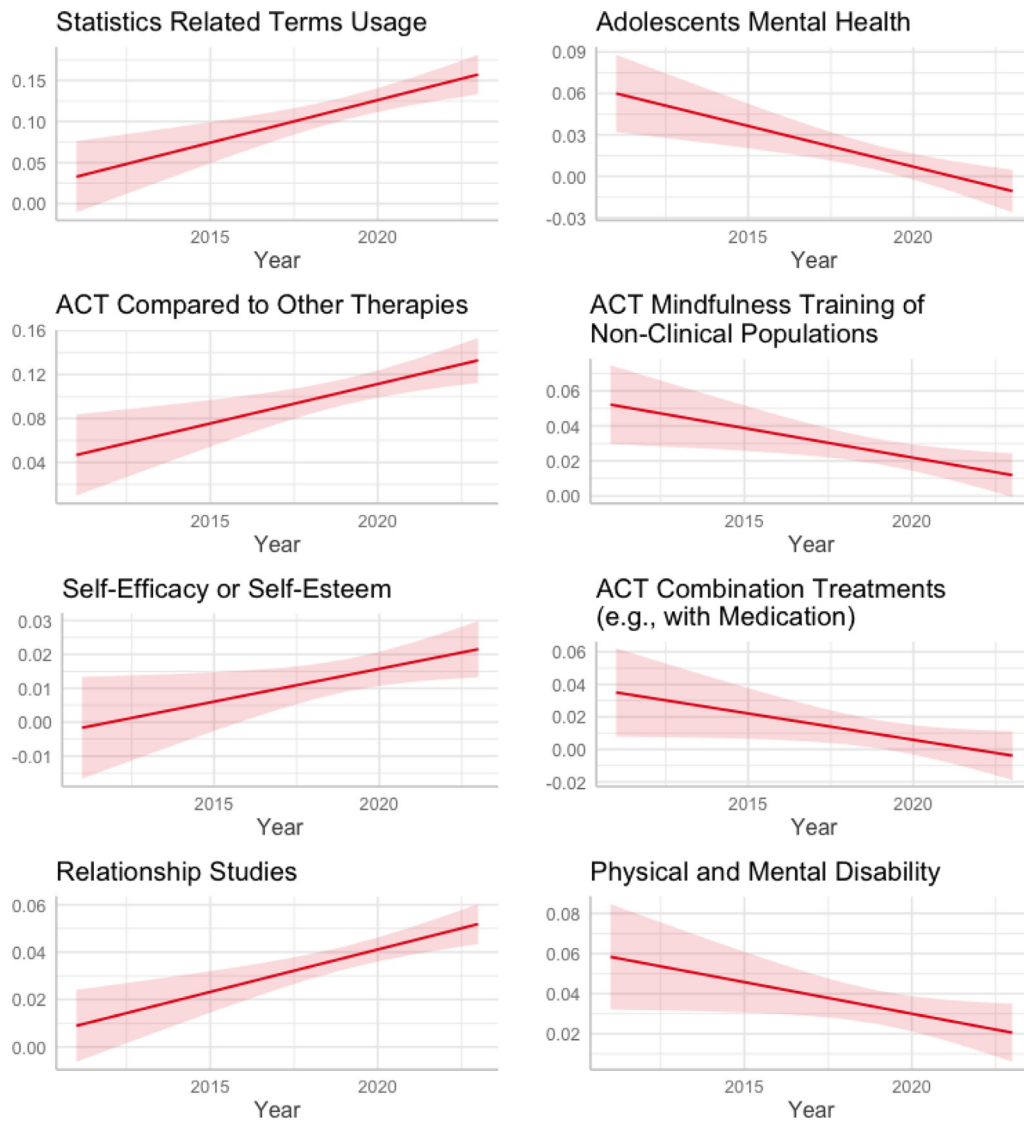 Statistics Related Terms Usage
0.15
0.10
0.05
0.00
2015 2020
Year
Adolescents Mental Health
0.09
0.06
0.03
0.00
-0.03
2015 2020
Year
ACT Compared to Other Therapies
0.16
0.12
0.08
0.04
2015 2020
Year
ACT Mindfulness Training of
Non-Clinical Populations
0.06
0.04
0.02
0.00
2015 2020
Year
Self-Efficacy or Self-Esteem
0.03
0.02
0.01
0.00
-0.01
2015 2020
Year
ACT Combination Treatments
(e.g., with Medication)
0.06
0.04
0.02
0.00
-0.02
2015 2020
Year
Relationship Studies
0.06
0.04
0.02
0.00
2015 2020
Year
Physical and Mental Disability
0.08
0.06
0.04
0.02
2015 2020
Year